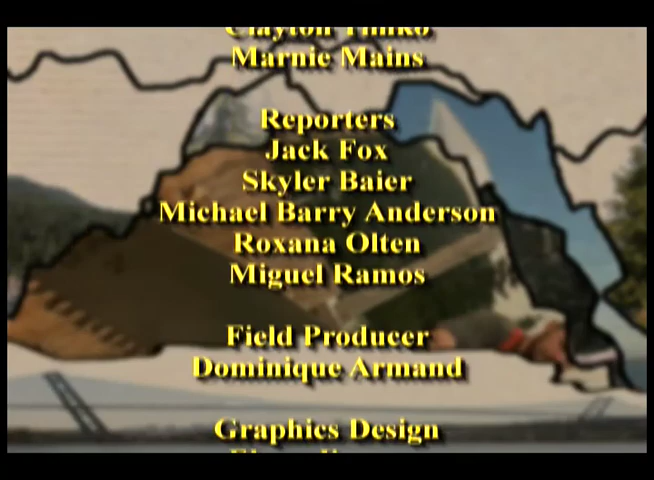 Marnie Mains
Reporters
Jack Fox
Skyler Baier
Michael Barry Anderson
Roxana Olten
Miguel Ramos
Field Producer
Dominique Armand
Graphics Design